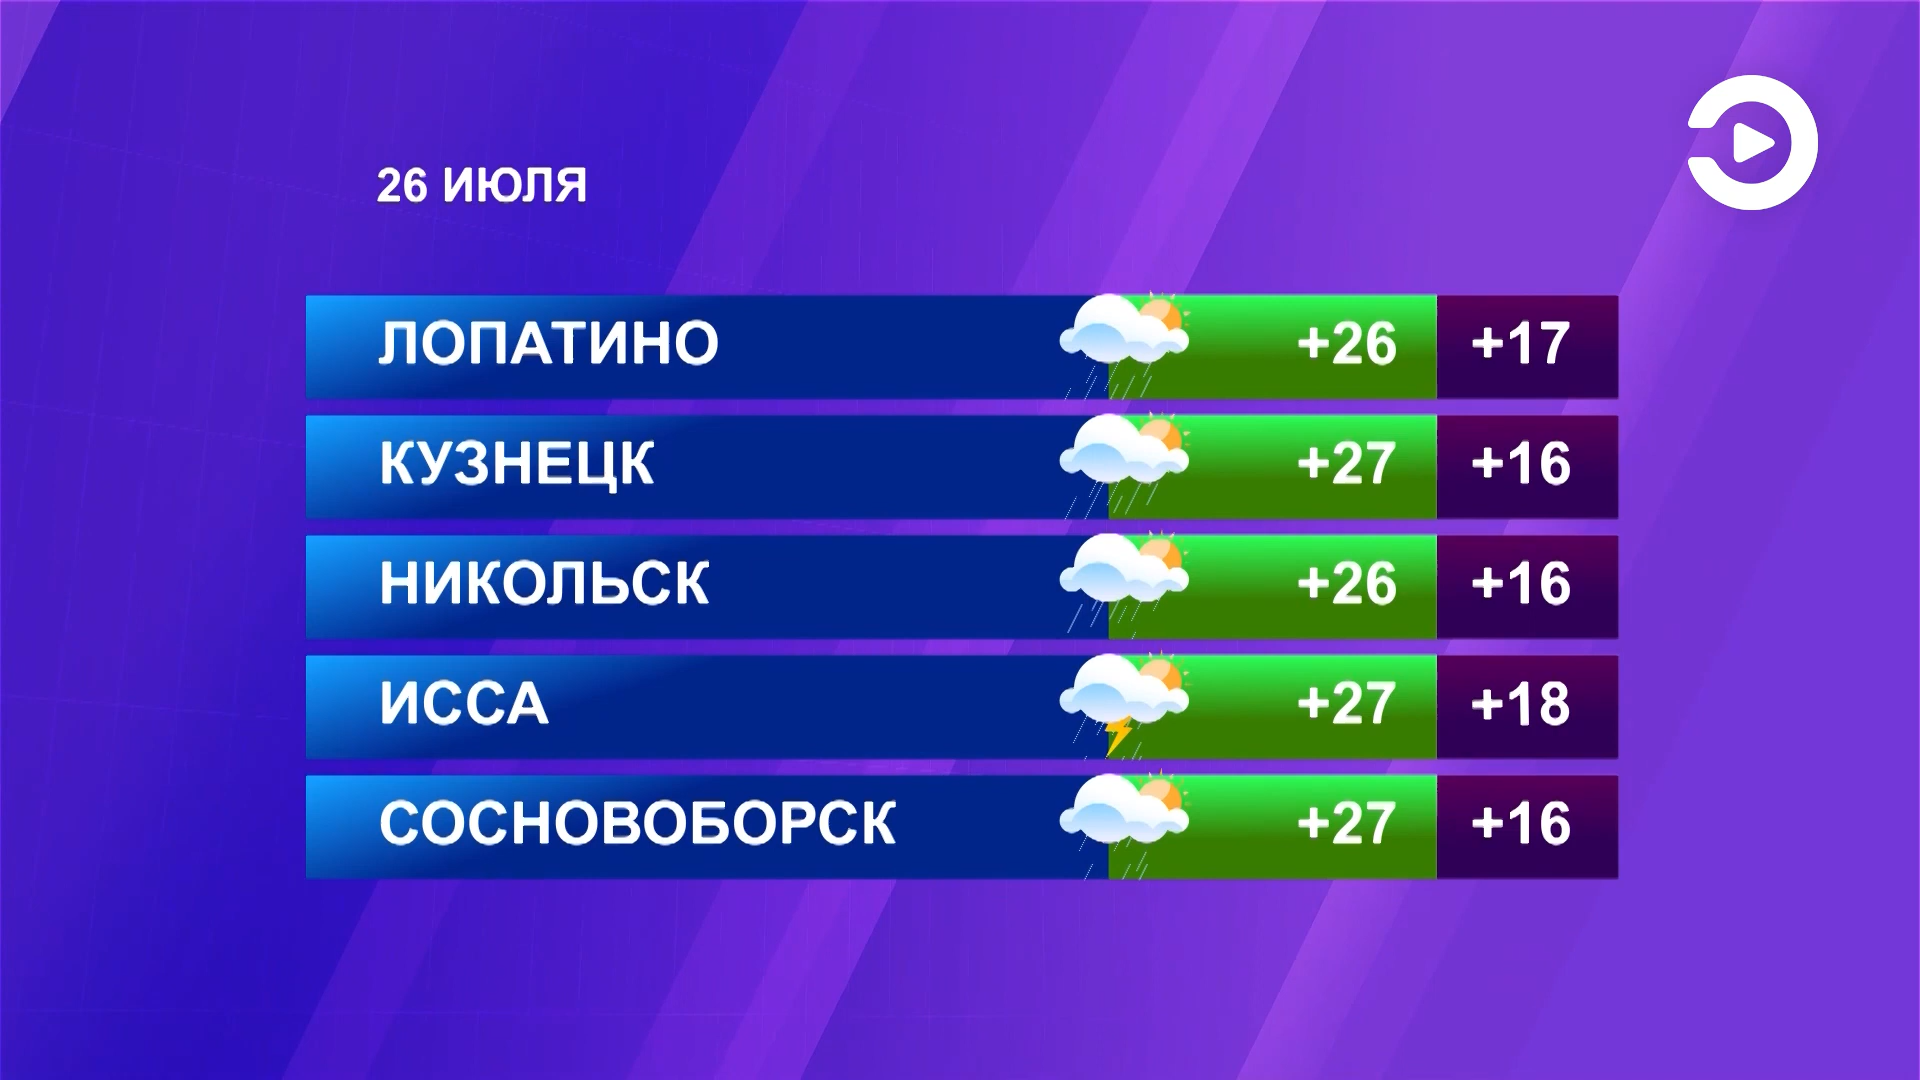 26 ИЮЛЯ
ЛОПАТИНО +26 +17
КУЗНЕЦК +27 +16
НИКОЛЬСК +26 +16
ИССА +27 +18
СОСНОВОБОРСК +27 +16